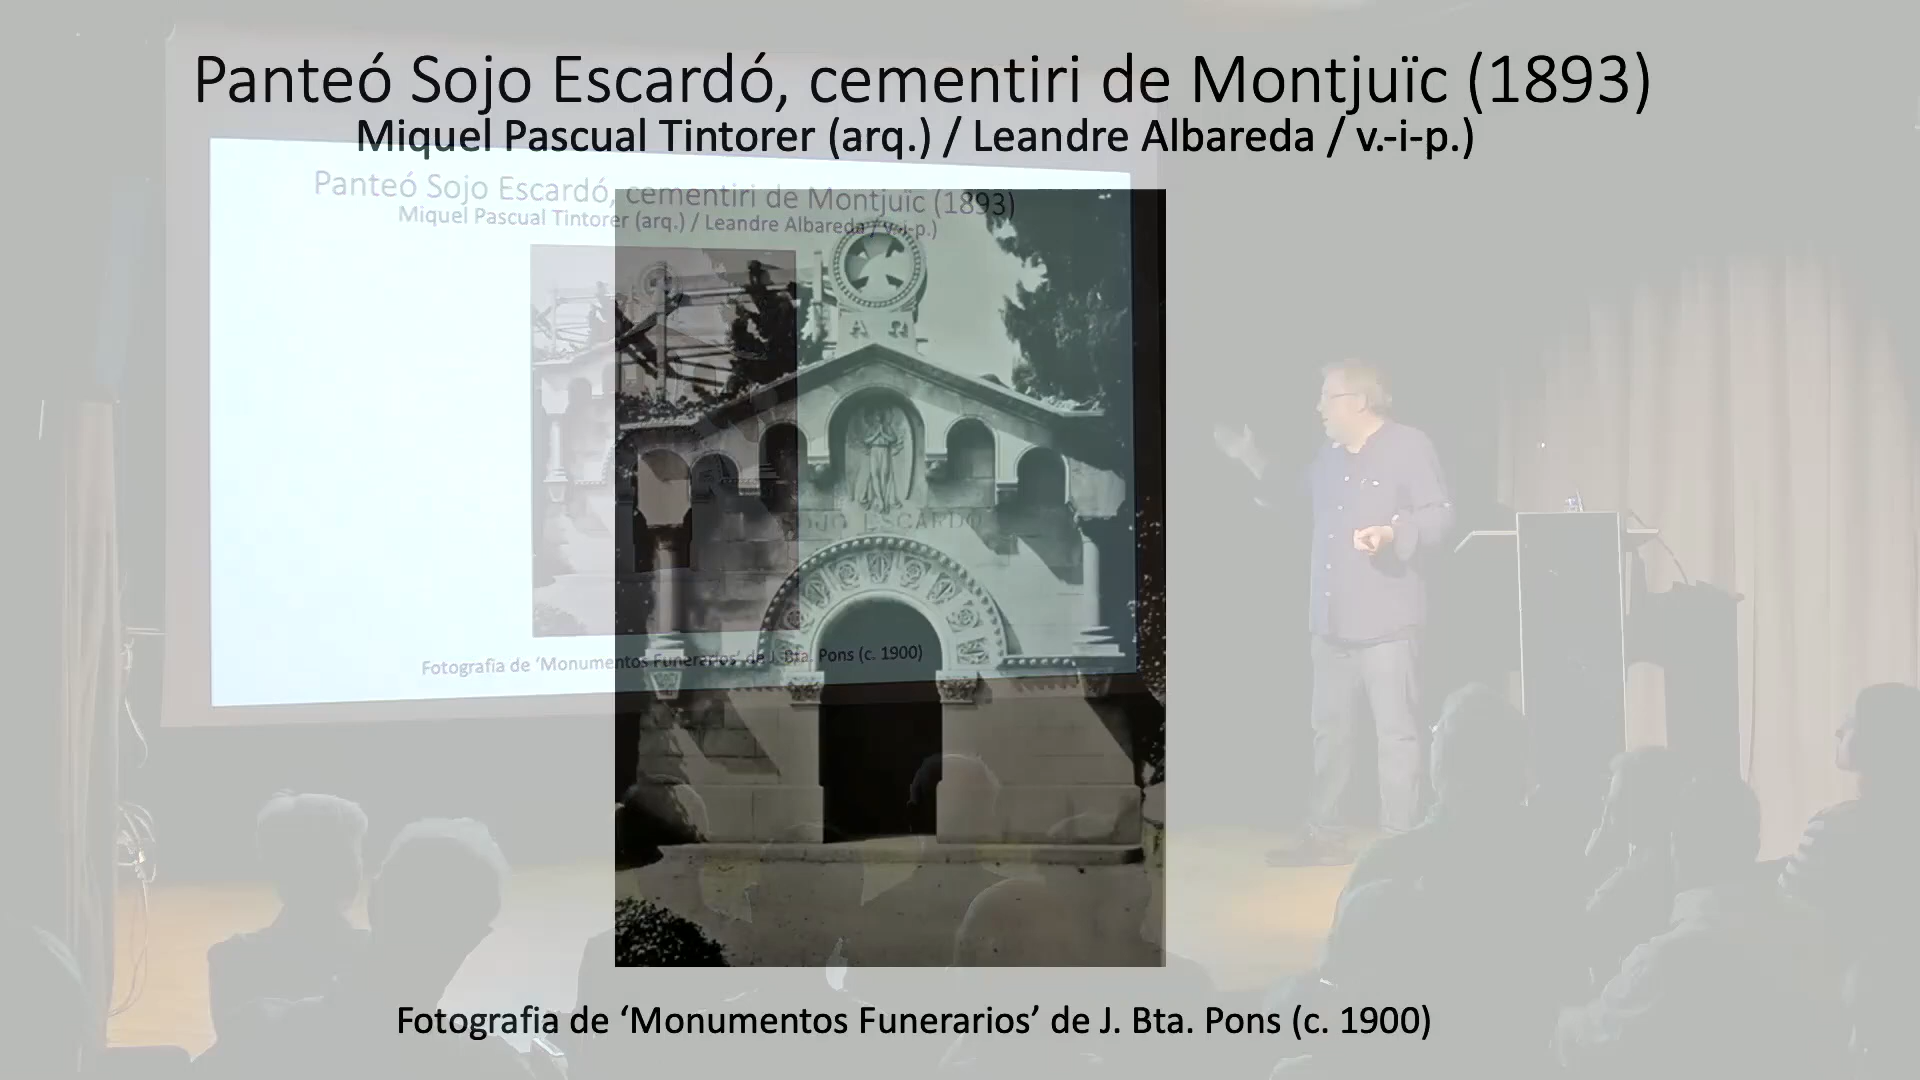 Panteó Sojo Escardó, cementiri de Montjuïc (1893)
Miquel Pascual Tintorer (arq.) / Leandre Albareda / v.-i-p.)
Panteó Sojo Escardó, cementiri de Montjuïc (1893)
Miquel Pascual Tintorer (arq.) / Leandre Albareda / v.-i-p.)
A Ω
SOJO ESCARDÓ
Fotografia de ‘Monumentos Funerarios’ de J. Bta. Pons (c. 1900)
Fotografia de ‘Monumentos Funerarios’ de J. Bta. Pons (c. 1900)